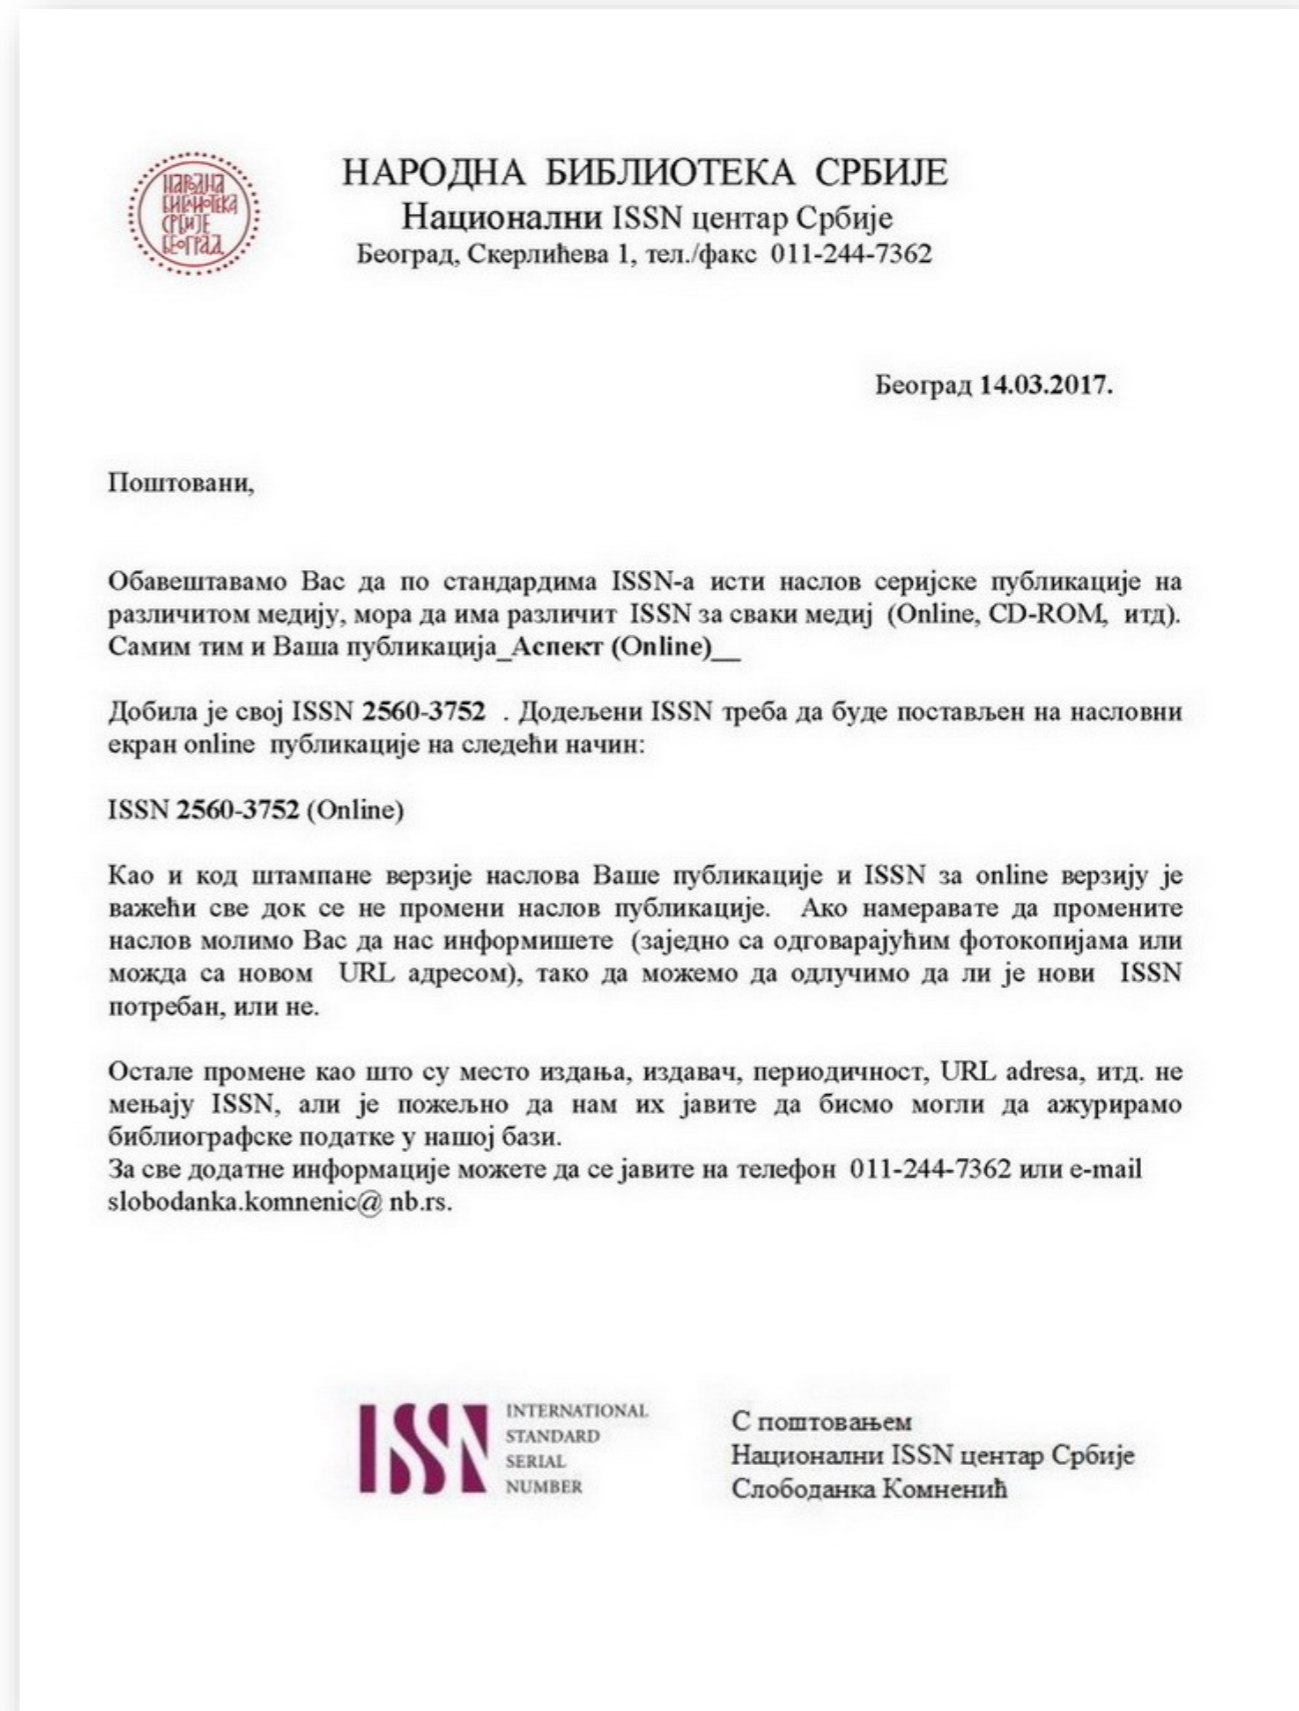 НАРОДНА
БИБЛИОТЕКА
СРБИЈЕ
БЕОГРАД
НАРОДНА БИБЛИОТЕКА СРБИЈЕ
Национални ISSN центар Србије
Београд, Скерлићева 1, тел./факс 011-244-7362
Београд 14.03.2017.
Поштовани,
Обавештавамо Вас да по стандардима ISSN-а исти наслов серијске публикације на
различитом медију, мора да има различит ISSN за сваки медиј (Online, CD-ROM, итд).
Самим тим и Ваша публикација_Аспект (Online)__
Добила је свој ISSN 2560-3752 . Додељени ISSN треба да буде постављен на насловни
екран online публикације на следећи начин:
ISSN 2560-3752 (Online)
Као и код штампане верзије наслова Ваше публикације и ISSN за online верзију је
важећи све док се не промени наслов публикације. Ако намеравате да промените
наслов молимо Вас да нас информишете (заједно са одговарајућим фотокопијама или
можда са новом URL адресом), тако да можемо да одлучимо да ли је нови ISSN
потребан, или не.
Остале промене као што су место издања, издавач, периодичност, URL adresa, итд. не
мењају ISSN, али је пожељно да нам их јавите да бисмо могли да ажурирамо
библиографске податке у нашој бази.
За све додатне информације можете да се јавите на телефон 011-244-7362 или e-mail
slobodanka.komnenic@ nb.rs.
ISSN
INTERNATIONAL
STANDARD
SERIAL
NUMBER
С поштовањем
Национални ISSN центар Србије
Слободанка Комненић